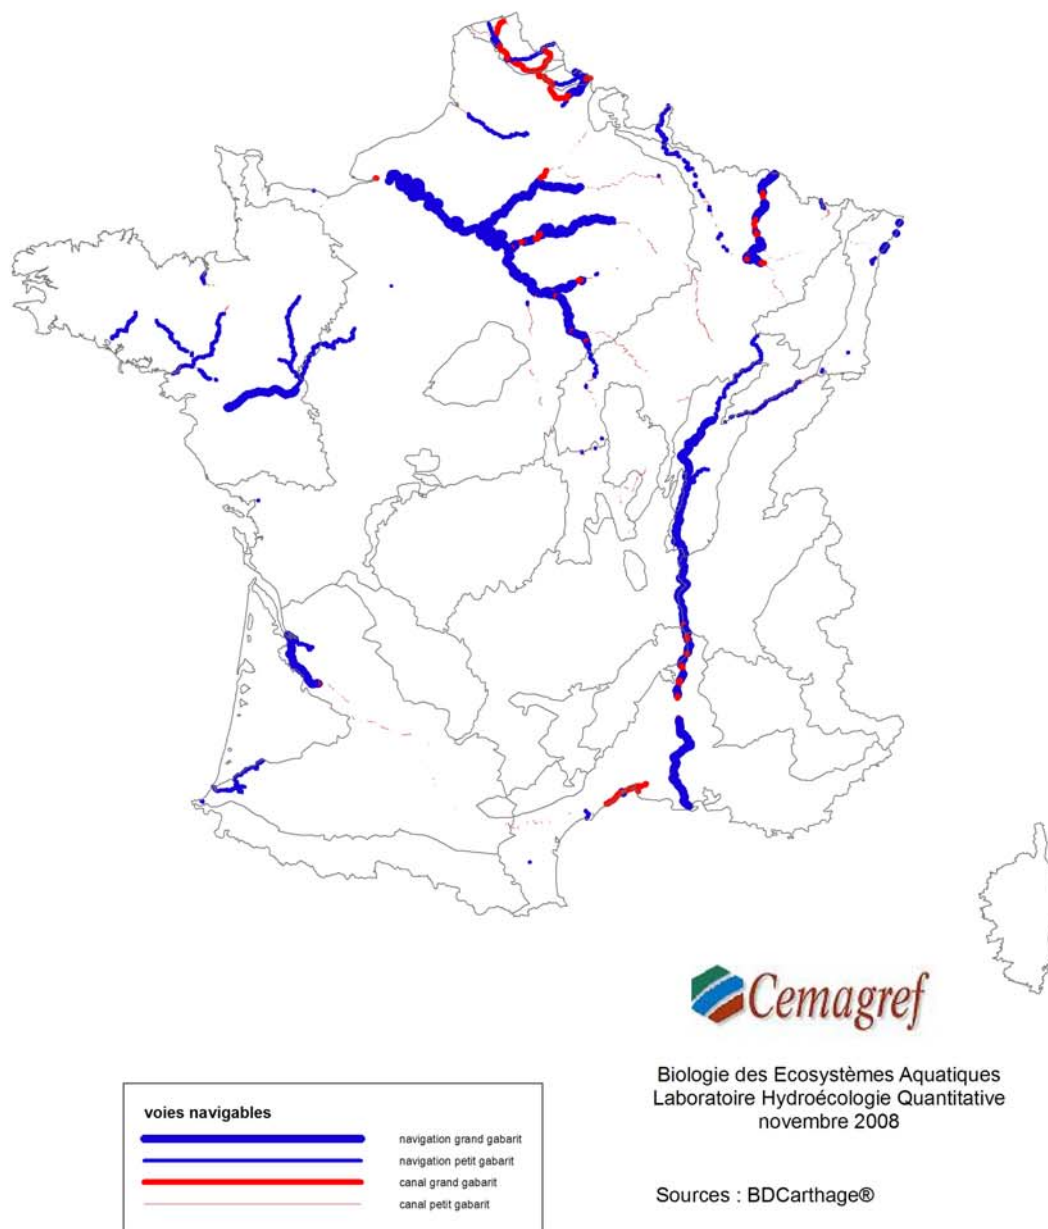 Cemagref
Biologie des Ecosystèmes Aquatiques
Laboratoire Hydroécologie Quantitative
novembre 2008
voies navigables
navigation grand gabarit
navigation petit gabarit
canal grand gabarit
canal petit gabarit
Sources : BDCarthage®